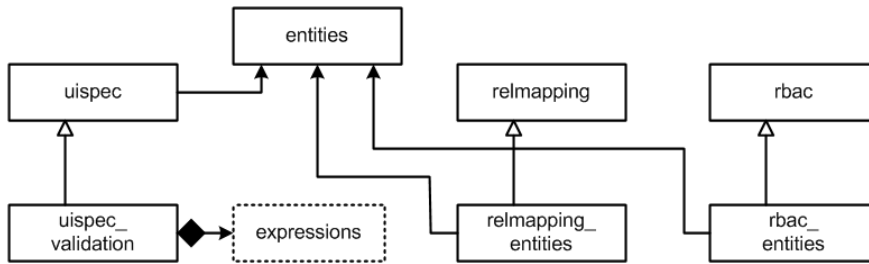 entities
uispec
relmapping
rbac
uispec_
validation
expressions
relmapping_
entities
rbac_
entities